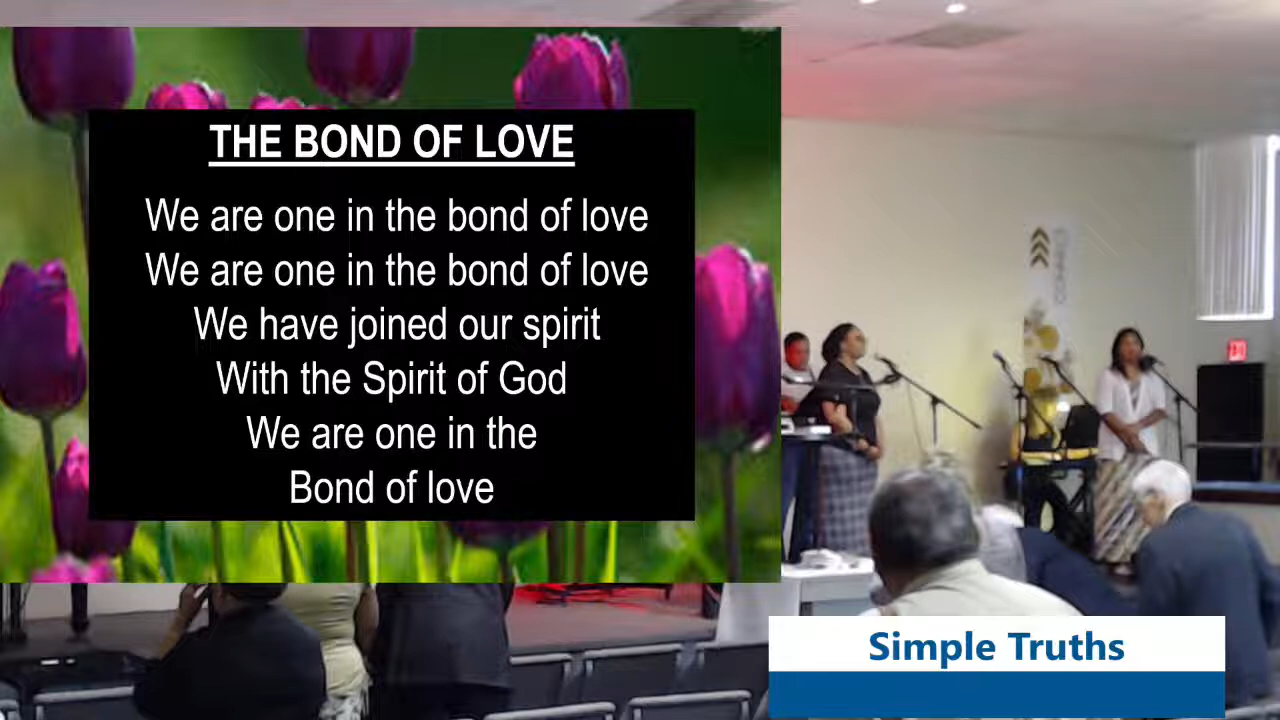 THE BOND OF LOVE
We are one in the bond of love
We are one in the bond of love
We have joined our spirit
With the Spirit of God
We are one in the
Bond of love
Simple Truths